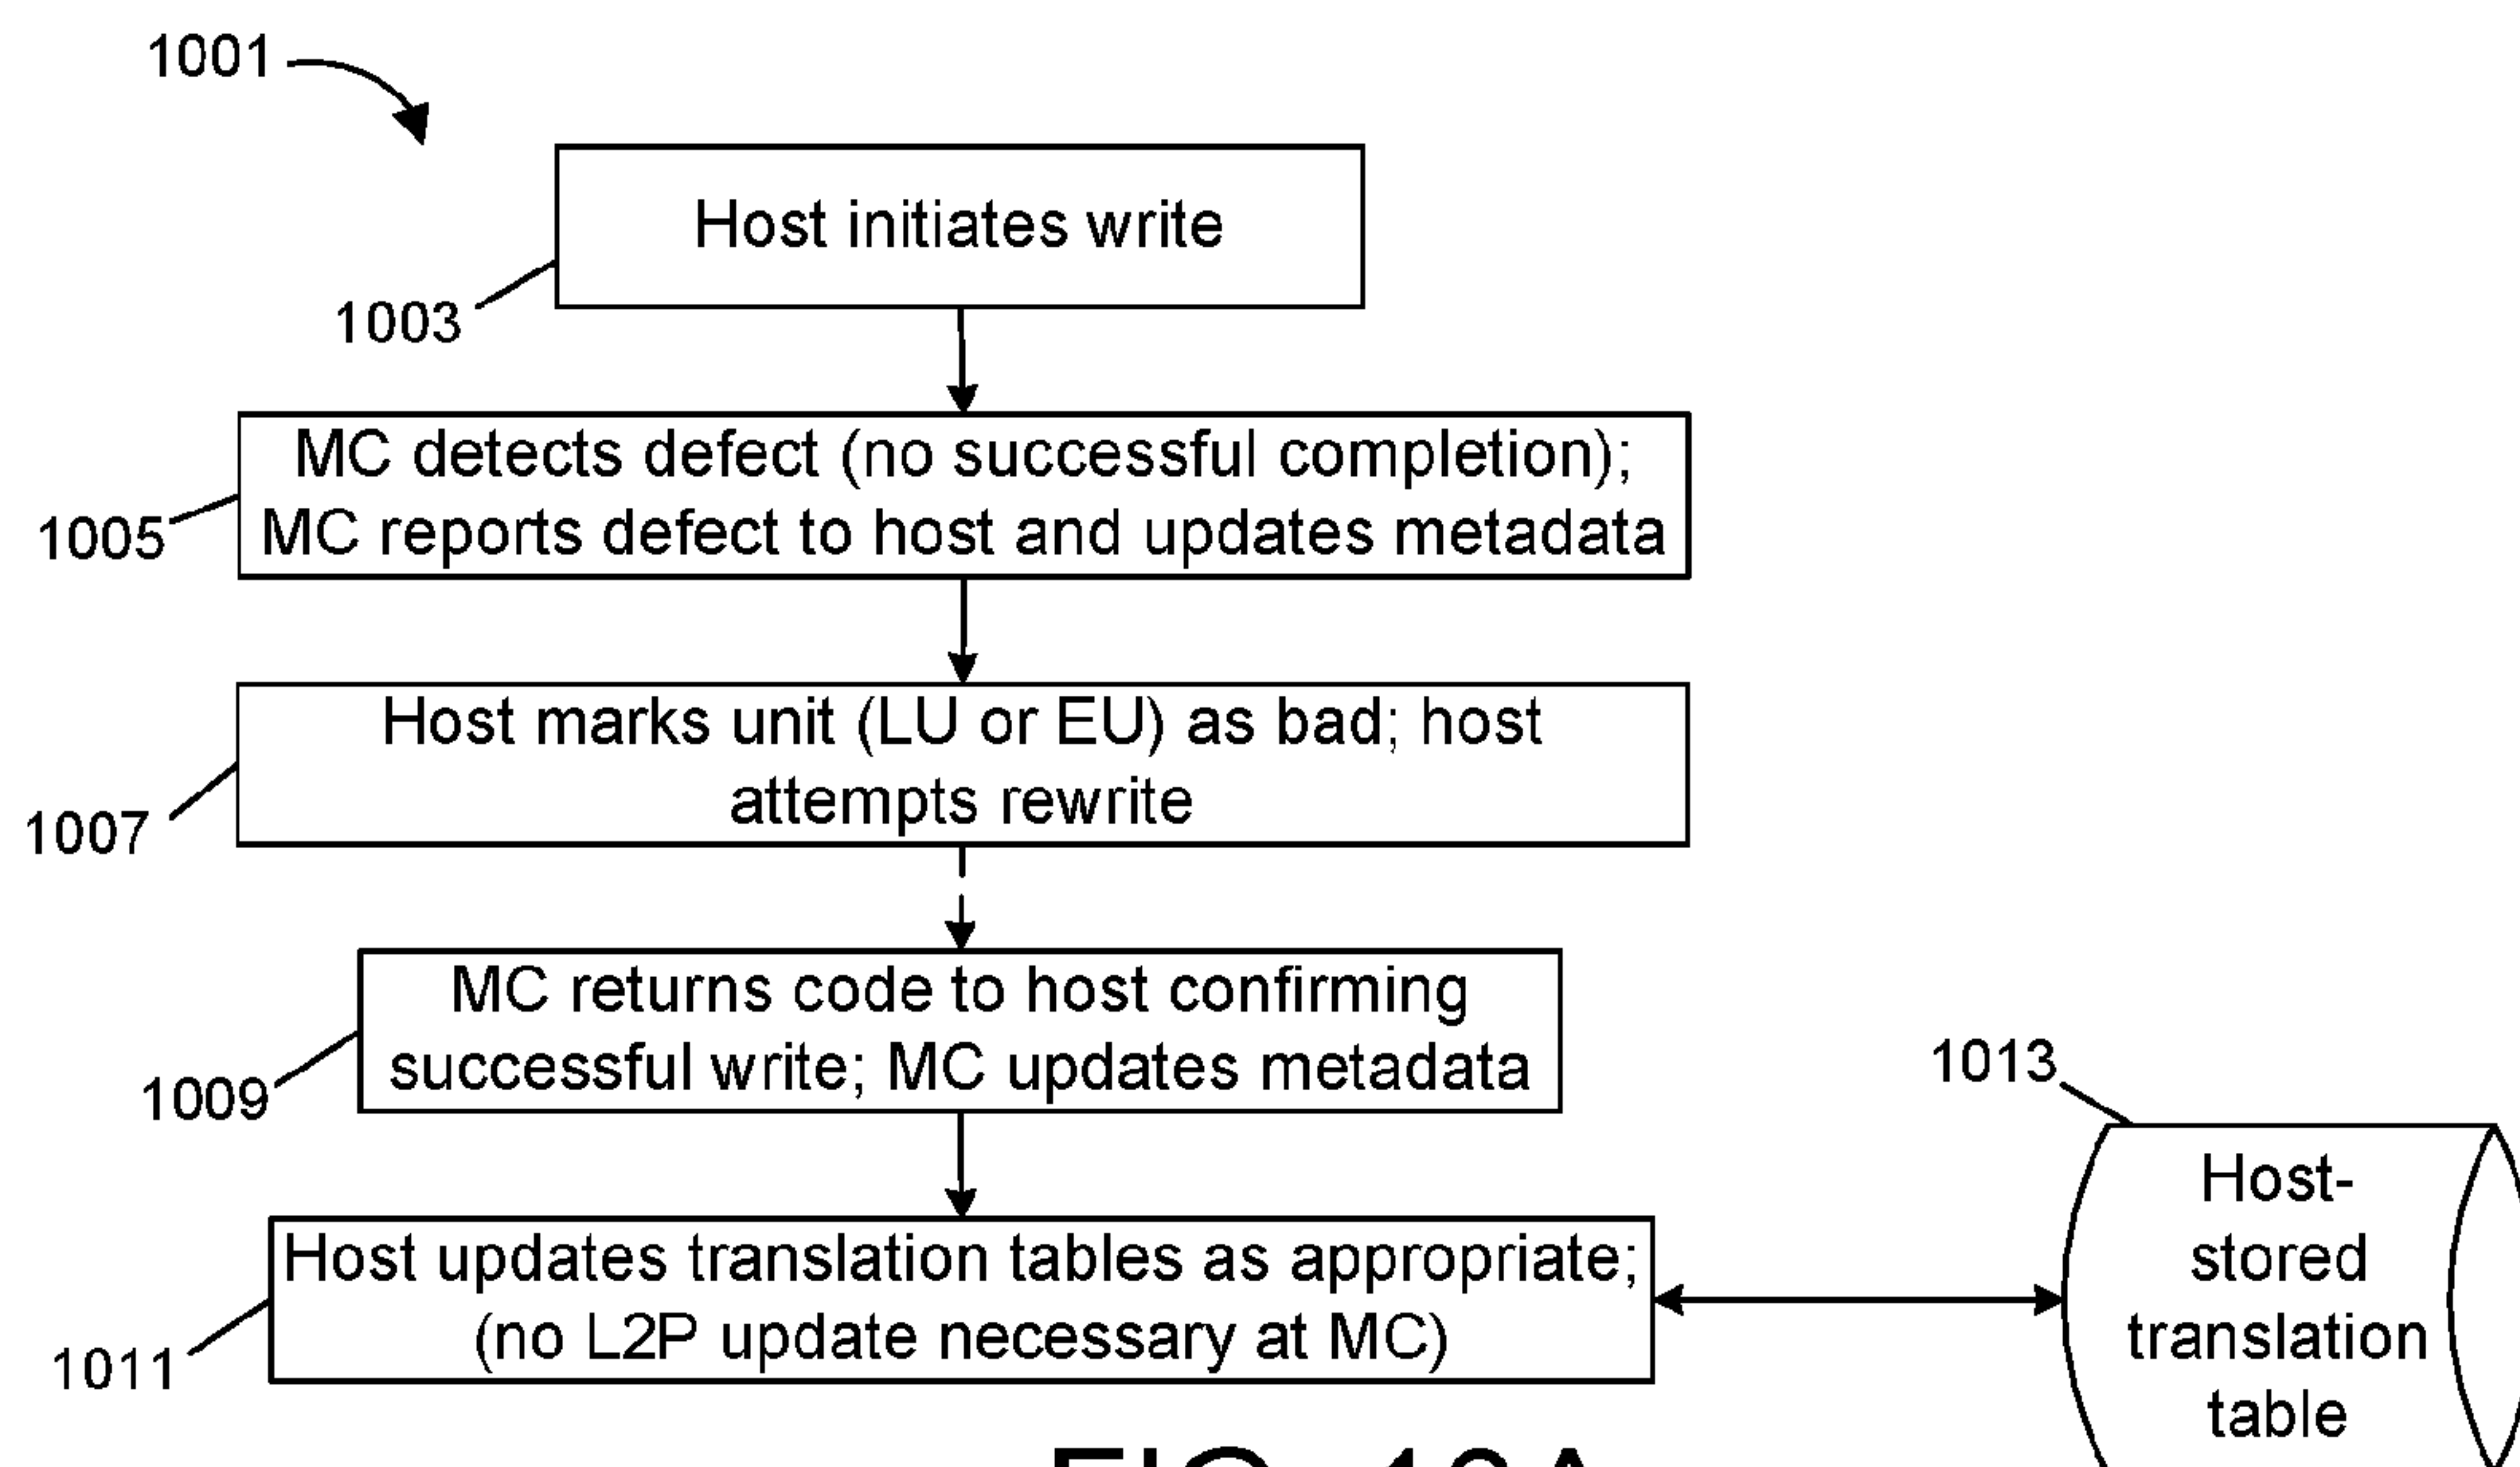 1001
Host initiates write
1003
MC detects defect (no successful completion);
MC reports defect to host and updates metadata
1005
Host marks unit (LU or EU) as bad; host
attempts rewrite
1007
MC returns code to host confirming
successful write; MC updates metadata
1009
1013
Host updates translation tables as appropriate;
(no L2P update necessary at MC)
1011
Host-
stored
translation
table